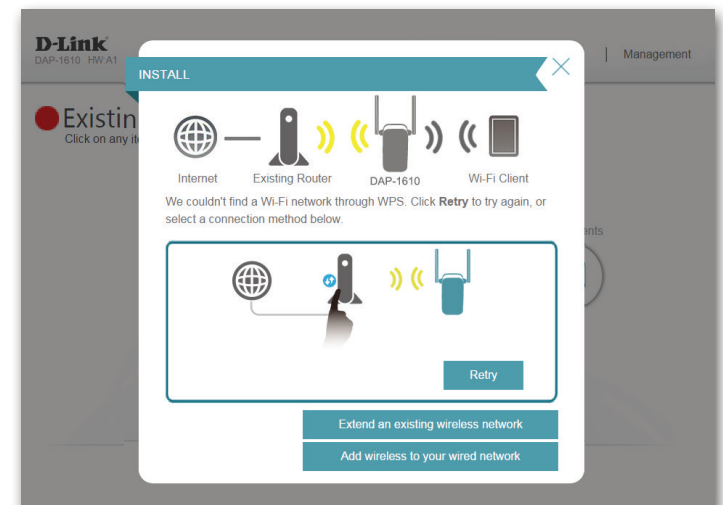 D-Link
DAP-1610 HW:A1
Management
INSTALL
Existin
Click on any ite
Internet
Existing Router
DAP-1610
Wi-Fi Client
We couldn't find a Wi-Fi network through WPS. Click Retry to try again, or
select a connection method below.
ents
Retry
Extend an existing wireless network
Add wireless to your wired network